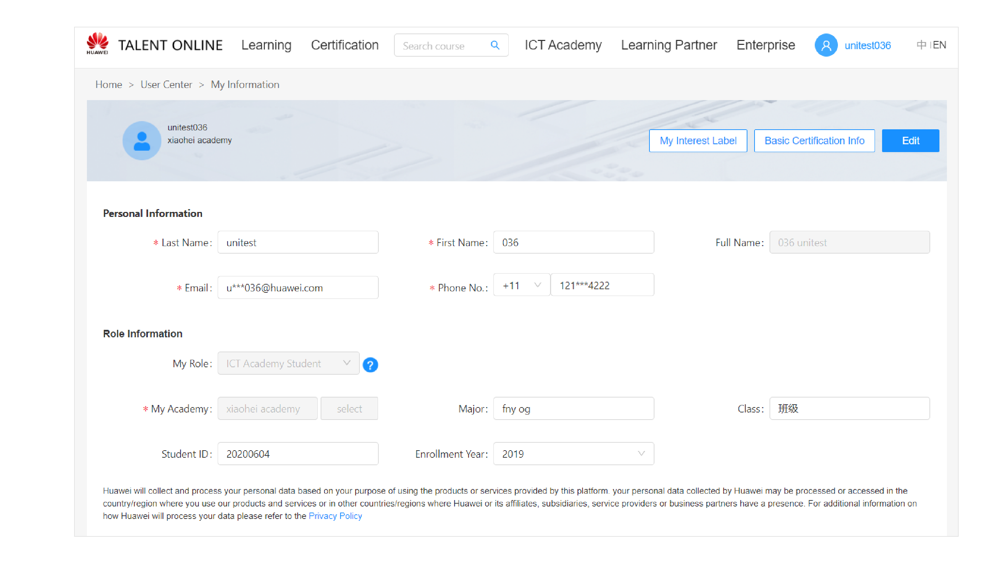 HUAWEI TALENT ONLINE Learning Certification Search course ICT Academy Learning Partner Enterprise unitest036 中 | EN
Home > User Center > My Information
unitest036
xiaohei academy
My Interest Label Basic Certification Info Edit
Personal Information
* Last Name: unitest * First Name: 036 Full Name: 036 unitest
* Email: u***036@huawei.com * Phone No.: +11 121***4222
Role Information
My Role: ICT Academy Student ?
* My Academy: xiaohei academy select Major: fny og Class: 班级
Student ID: 20200604 Enrollment Year: 2019
Huawei will collect and process your personal data based on your purpose of using the products or services provided by this platform. your personal data collected by Huawei may be processed or accessed in the
country/region where you use our products and services or in other countries/regions where Huawei or its affiliates, subsidiaries, service providers or business partners have a presence. For additional information on
how Huawei will process your data please refer to the Privacy Policy